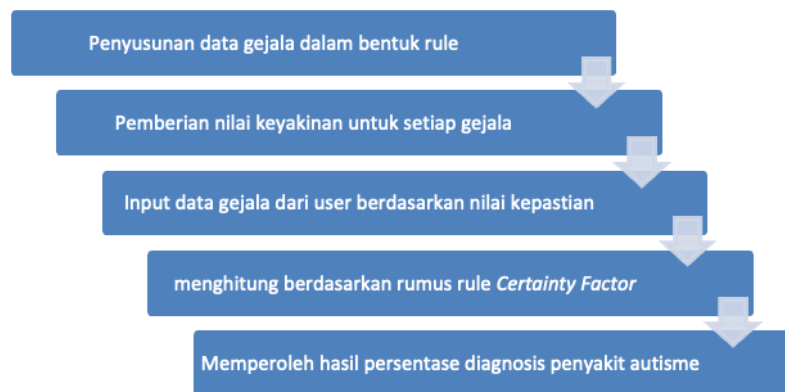 Penyusunan data gejala dalam bentuk rule
Pemberian nilai keyakinan untuk setiap gejala
Input data gejala dari user berdasarkan nilai kepastian
menghitung berdasarkan rumus rule Certainty Factor
Memperoleh hasil persentase diagnosis penyakit autisme